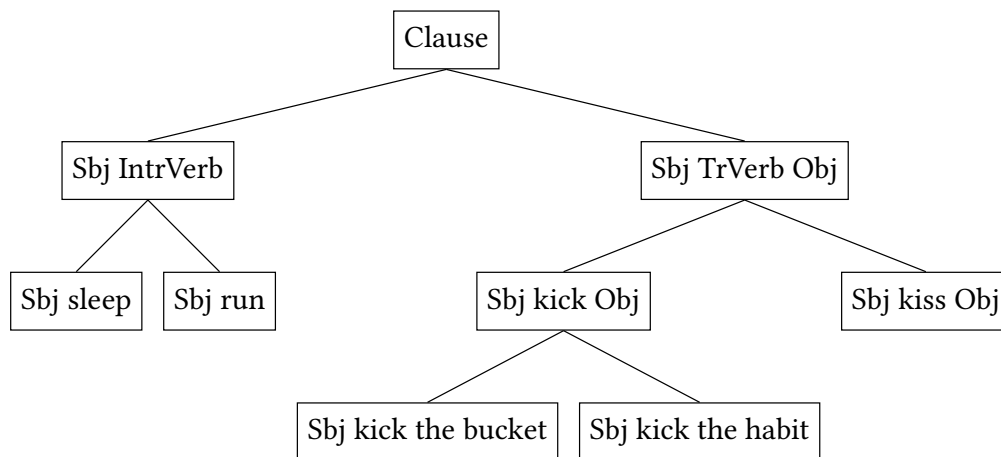 Clause
Sbj IntrVerb
Sbj TrVerb Obj
Sbj sleep
Sbj run
Sbj kick Obj
Sbj kiss Obj
Sbj kick the bucket
Sbj kick the habit